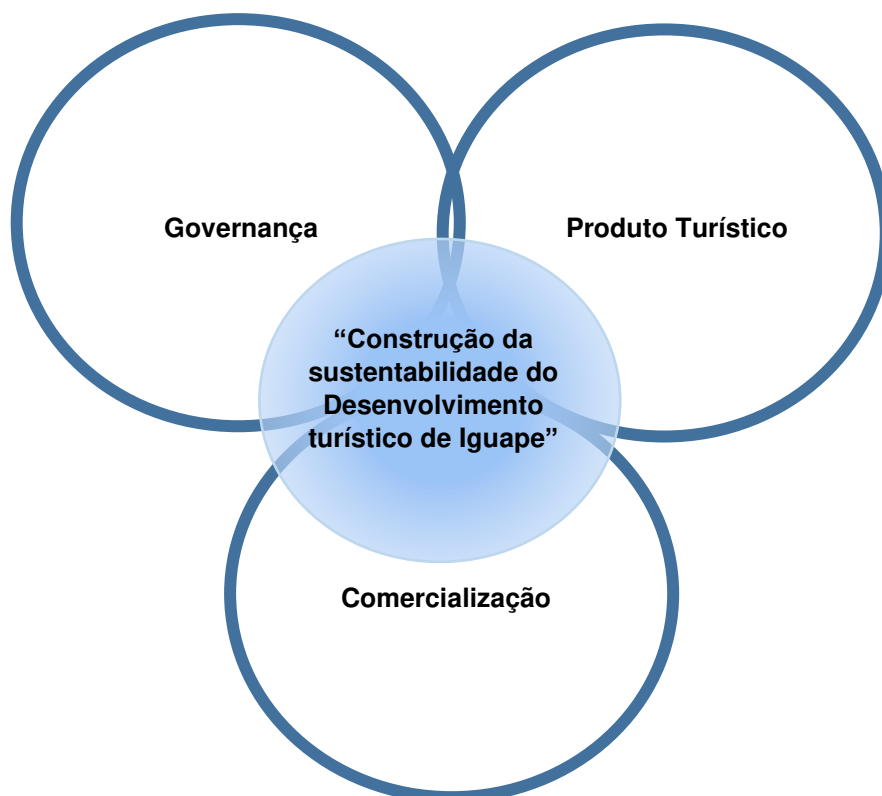 Governança
Produto Turístico
“Construção da
sustentabilidade do
Desenvolvimento
turístico de Iguape”
Comercialização